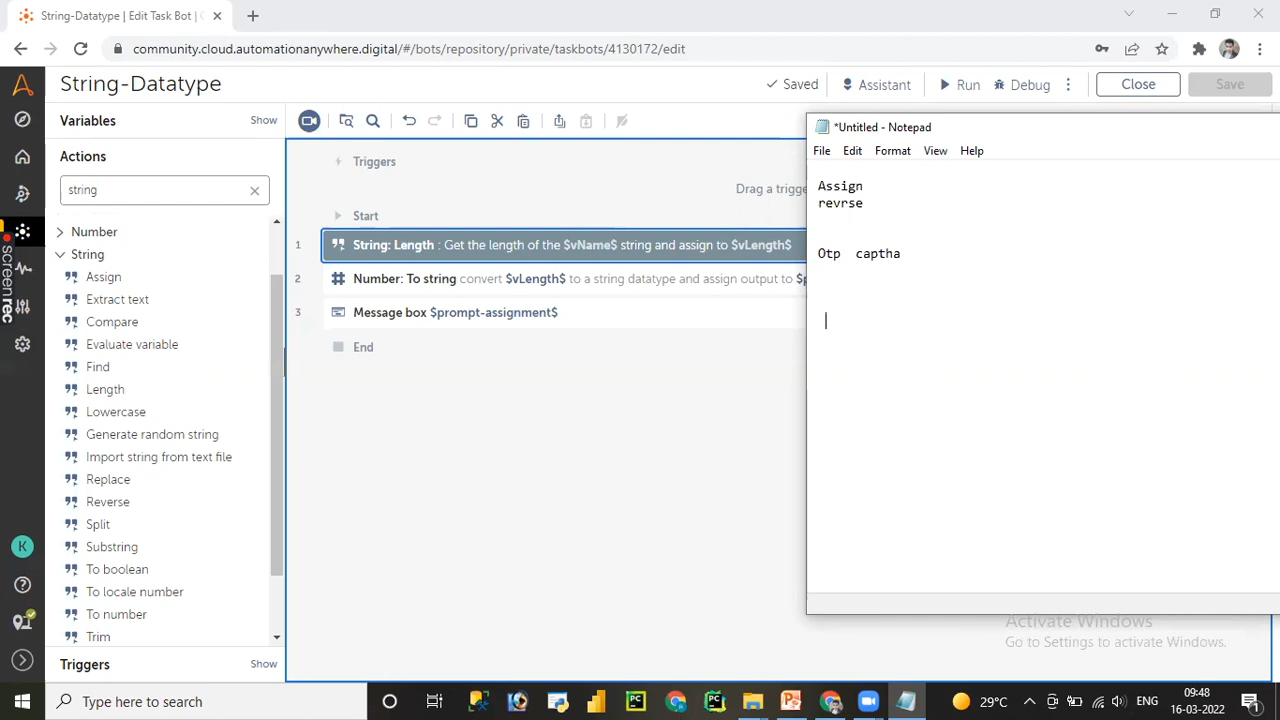 String-Datatype | Edit Task Bot |
community.cloud.automationanywhere.digital/#/bots/repository/private/taskbots/4130172/edit
String-Datatype
Saved
Assistant
Run
Debug
Close
Save
Variables
Show
Actions
string
Number
String
Assign
Extract text
Compare
Evaluate variable
Find
Length
Lowercase
Generate random string
Import string from text file
Replace
Reverse
Split
Substring
To boolean
To locale number
To number
Trim
Triggers
Show
Triggers
Drag a trigge
Start
1 String: Length : Get the length of the $vName$ string and assign to $vLength$
2 Number: To string convert $vLength$ to a string datatype and assign output to
3 Message box $prompt-assignment$
End
*Untitled - Notepad
File Edit Format View Help
Assign
revrse
Otp captha
Activate Windows
Go to Settings to activate Windows.
screenrec
K
Type here to search
29°C
ENG
09:48
16-03-2022